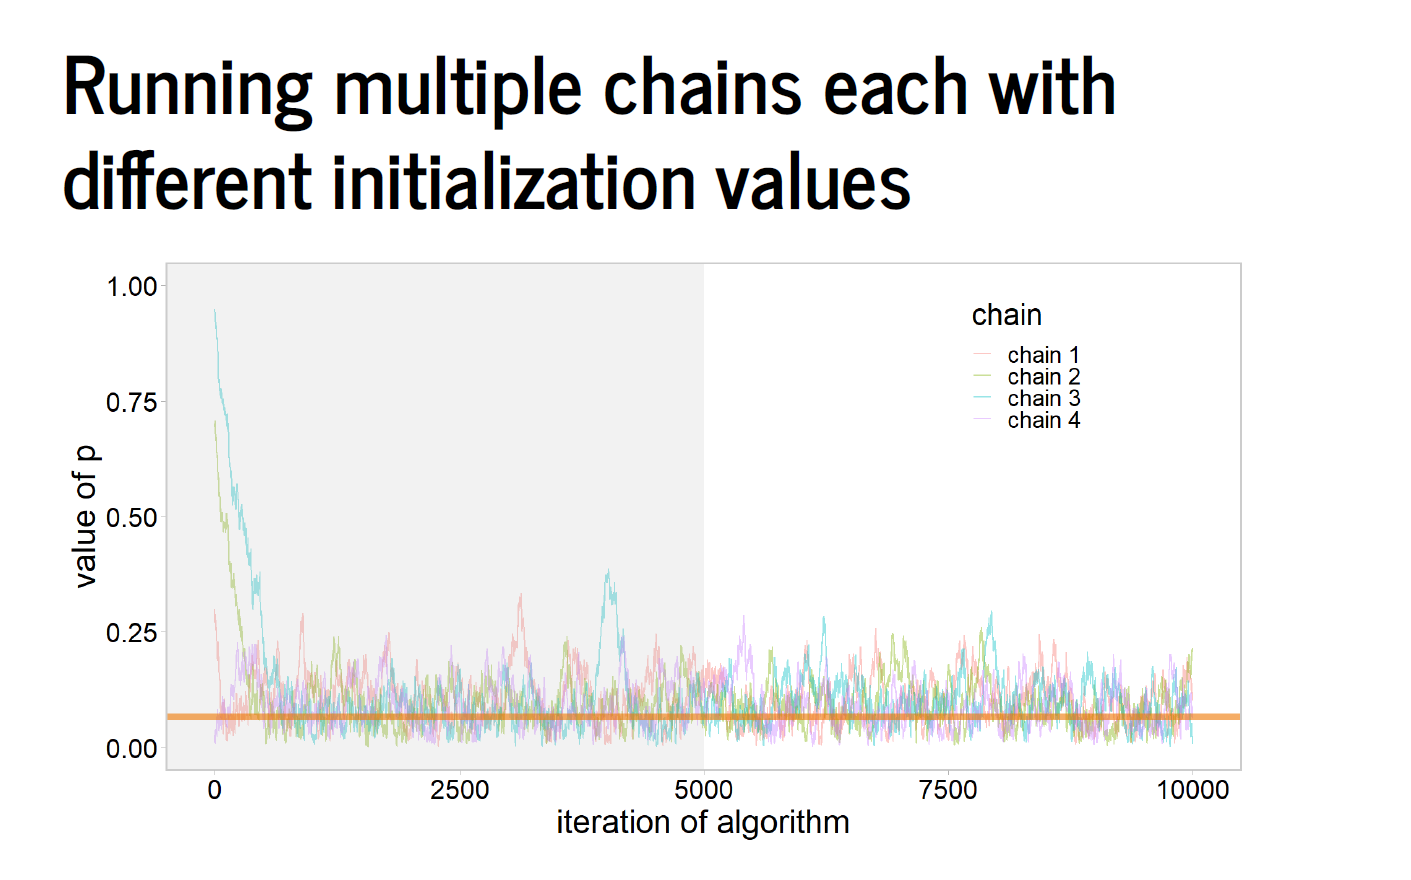 Running multiple chains each with
different initialization values
1.00
0.75
0.50
0.25
0.00
value of p
chain
chain 1
chain 2
chain 3
chain 4
0 2500 5000 7500 10000
iteration of algorithm